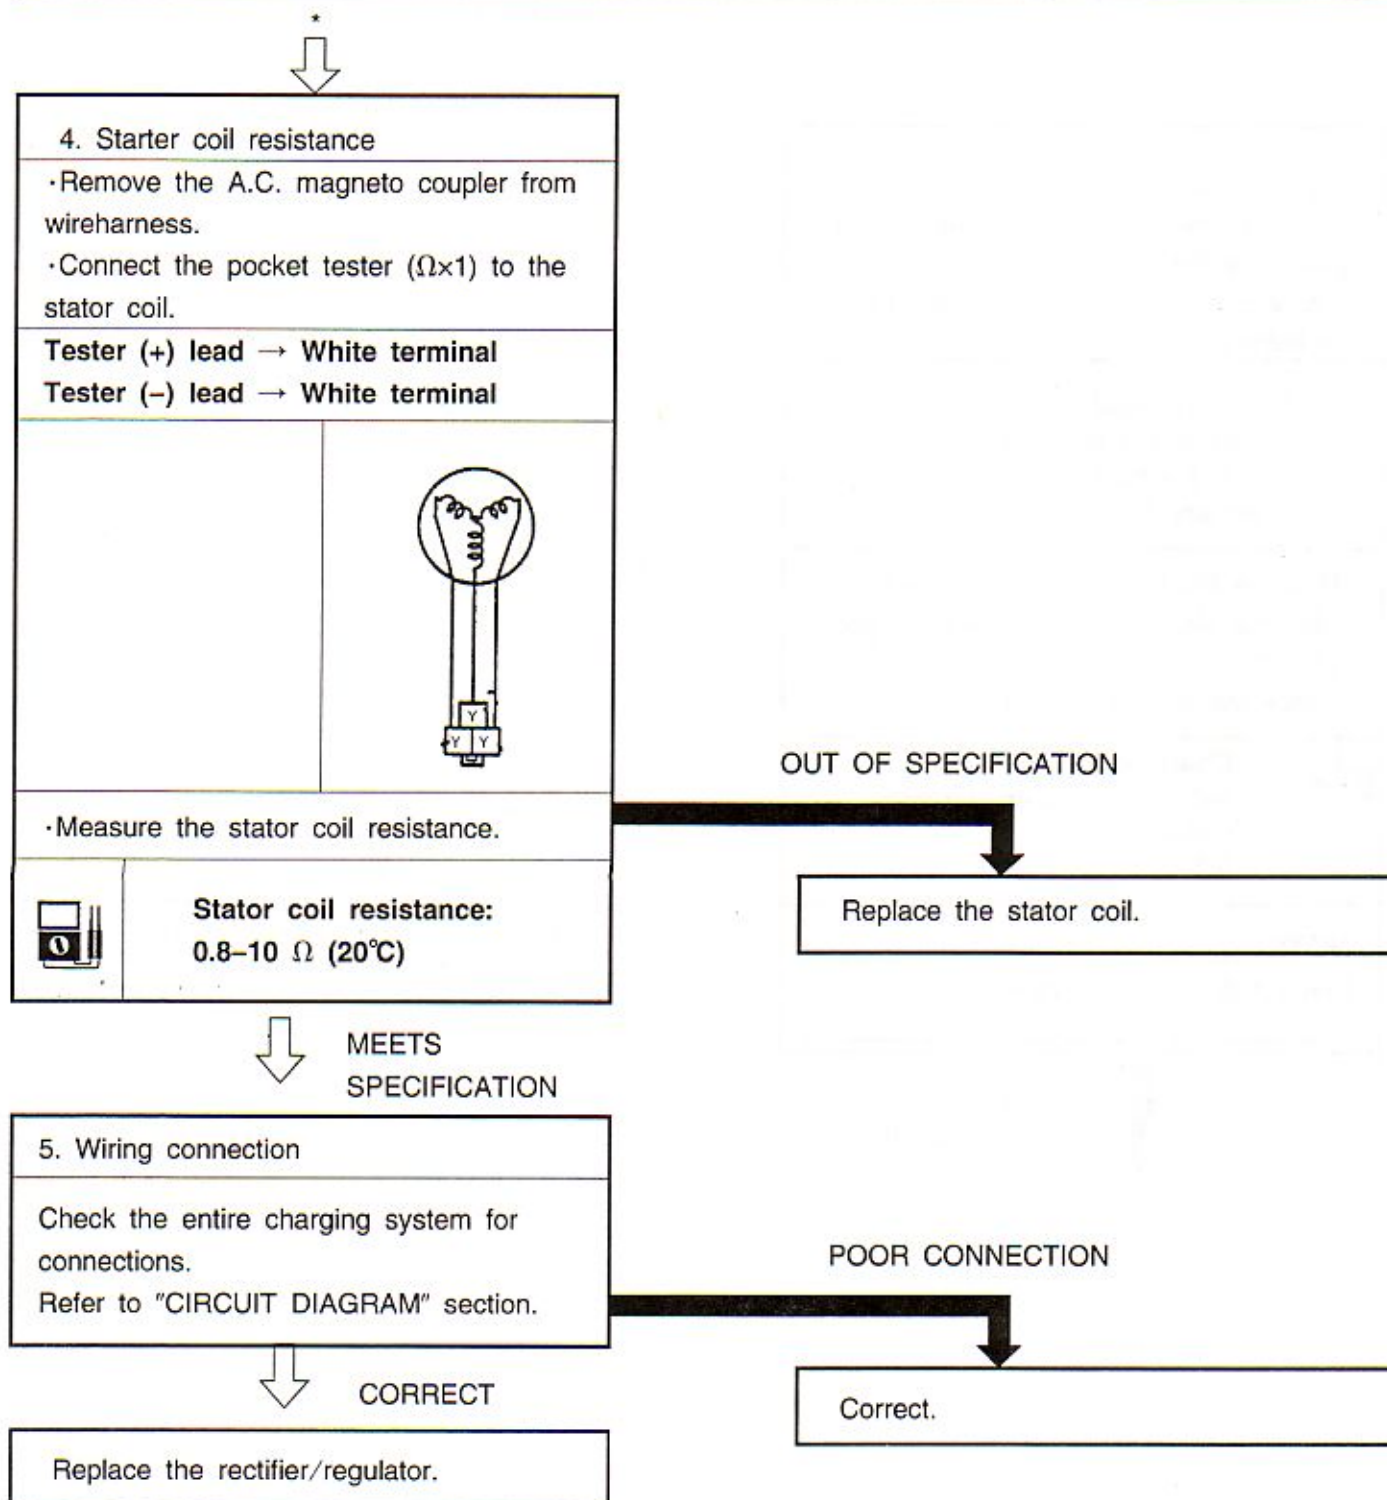 *
4. Starter coil resistance
·Remove the A.C. magneto coupler from
wireharness.
·Connect the pocket tester (Ω×1) to the
stator coil.
Tester (+) lead → White terminal
Tester (–) lead → White terminal
Y
Y Y
·Measure the stator coil resistance.
OUT OF SPECIFICATION
Replace the stator coil.
Stator coil resistance:
0.8–10 Ω (20℃)
MEETS
SPECIFICATION
5. Wiring connection
Check the entire charging system for
connections.
Refer to "CIRCUIT DIAGRAM" section.
POOR CONNECTION
Correct.
CORRECT
Replace the rectifier/regulator.